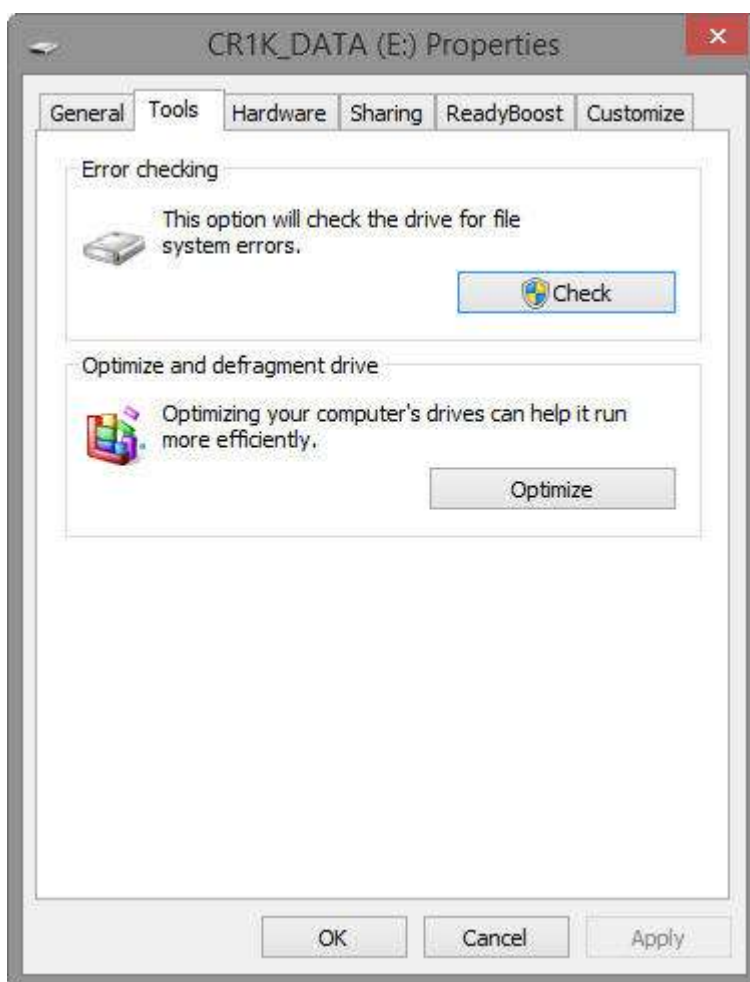 CR1K_DATA (E:) Properties
General Tools Hardware Sharing ReadyBoost Customize
Error checking
This option will check the drive for file
system errors.
Check
Optimize and defragment drive
Optimizing your computer's drives can help it run
more efficiently.
Optimize
OK Cancel Apply